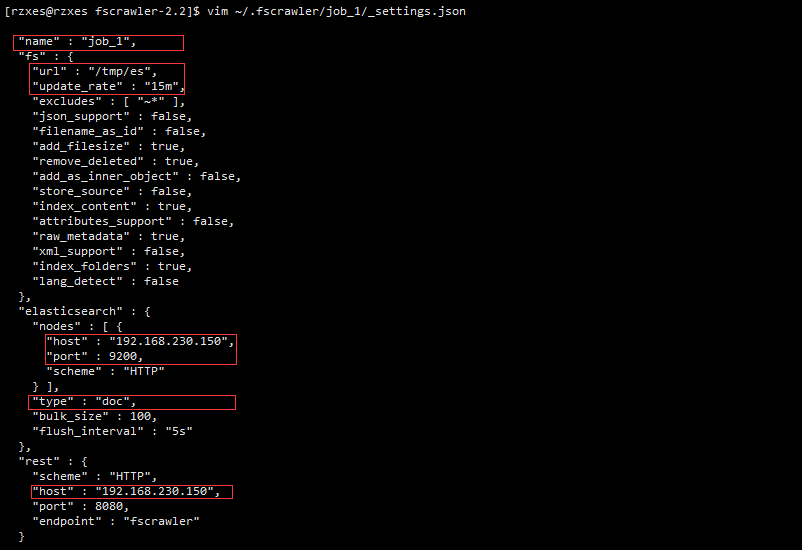 [rzxes@rzxes fscrawler-2.2]$ vim ~/.fscrawler/job_1/_settings.json
"name" : "job_1",
"fs" : {
"url" : "/tmp/es",
"update_rate" : "15m",
"excludes" : [ "~*" ],
"json_support" : false,
"filename_as_id" : false,
"add_filesize" : true,
"remove_deleted" : true,
"add_as_inner_object" : false,
"store_source" : false,
"index_content" : true,
"attributes_support" : false,
"raw_metadata" : true,
"xml_support" : false,
"index_folders" : true,
"lang_detect" : false
},
"elasticsearch" : {
"nodes" : [ {
"host" : "192.168.230.150",
"port" : 9200,
"scheme" : "HTTP"
} ],
"type" : "doc",
"bulk_size" : 100,
"flush_interval" : "5s"
},
"rest" : {
"scheme" : "HTTP",
"host" : "192.168.230.150",
"port" : 8080,
"endpoint" : "fscrawler"
}